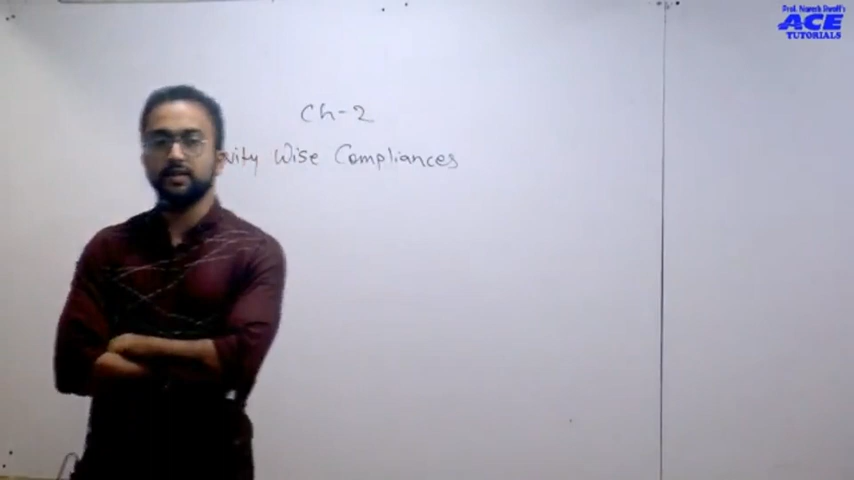 Prof. Naresh Shroff's
ACE
TUTORIALS
Ch-2
vity Wise Compliances